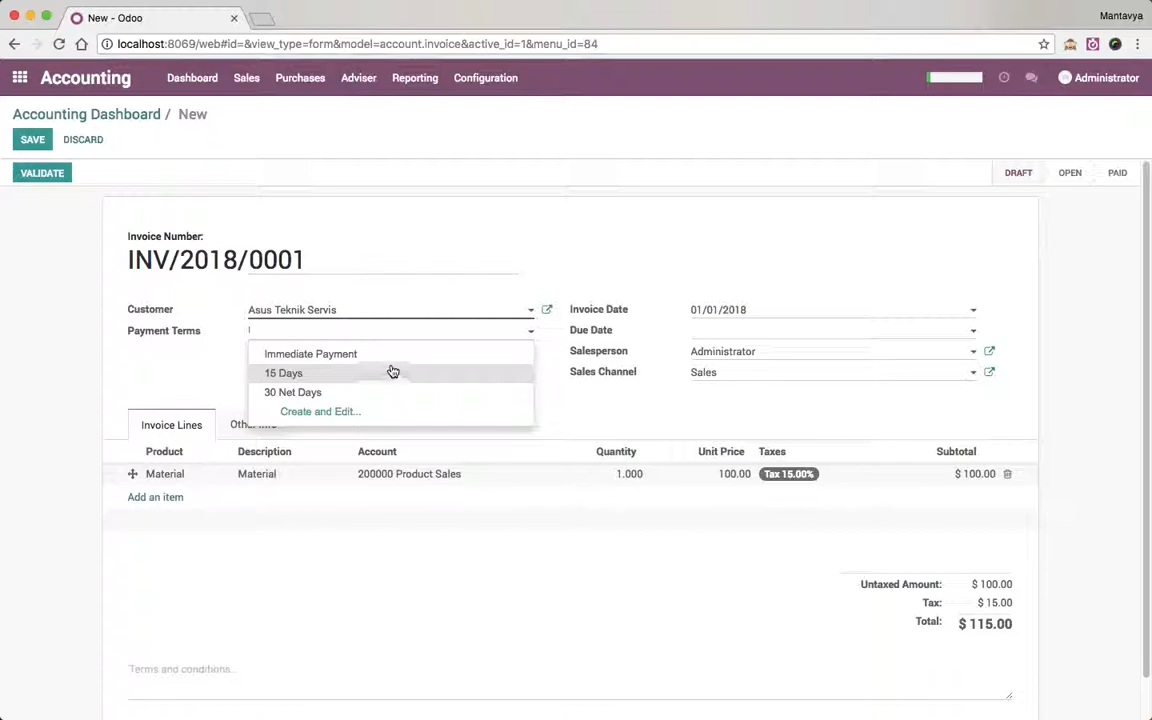 New - Odoo
Mantavya
localhost:8069/web#id=&view_type=form&model=account.invoice&active_id=1&menu_id=84
Accounting Dashboard Sales Purchases Adviser Reporting Configuration Administrator
Accounting Dashboard / New
SAVE DISCARD
VALIDATE DRAFT OPEN PAID
Invoice Number:
INV/2018/0001
Customer Asus Teknik Servis Invoice Date 01/01/2018
Payment Terms Due Date
Immediate Payment Salesperson Administrator
15 Days Sales Channel Sales
30 Net Days
Create and Edit...
Invoice Lines
Product Description Account Quantity Unit Price Taxes Subtotal
Material Material 200000 Product Sales 1.000 100.00 Tax 15.00% $ 100.00
Add an item
Untaxed Amount: $ 100.00
Tax: $ 15.00
Total: $ 115.00
Terms and conditions...